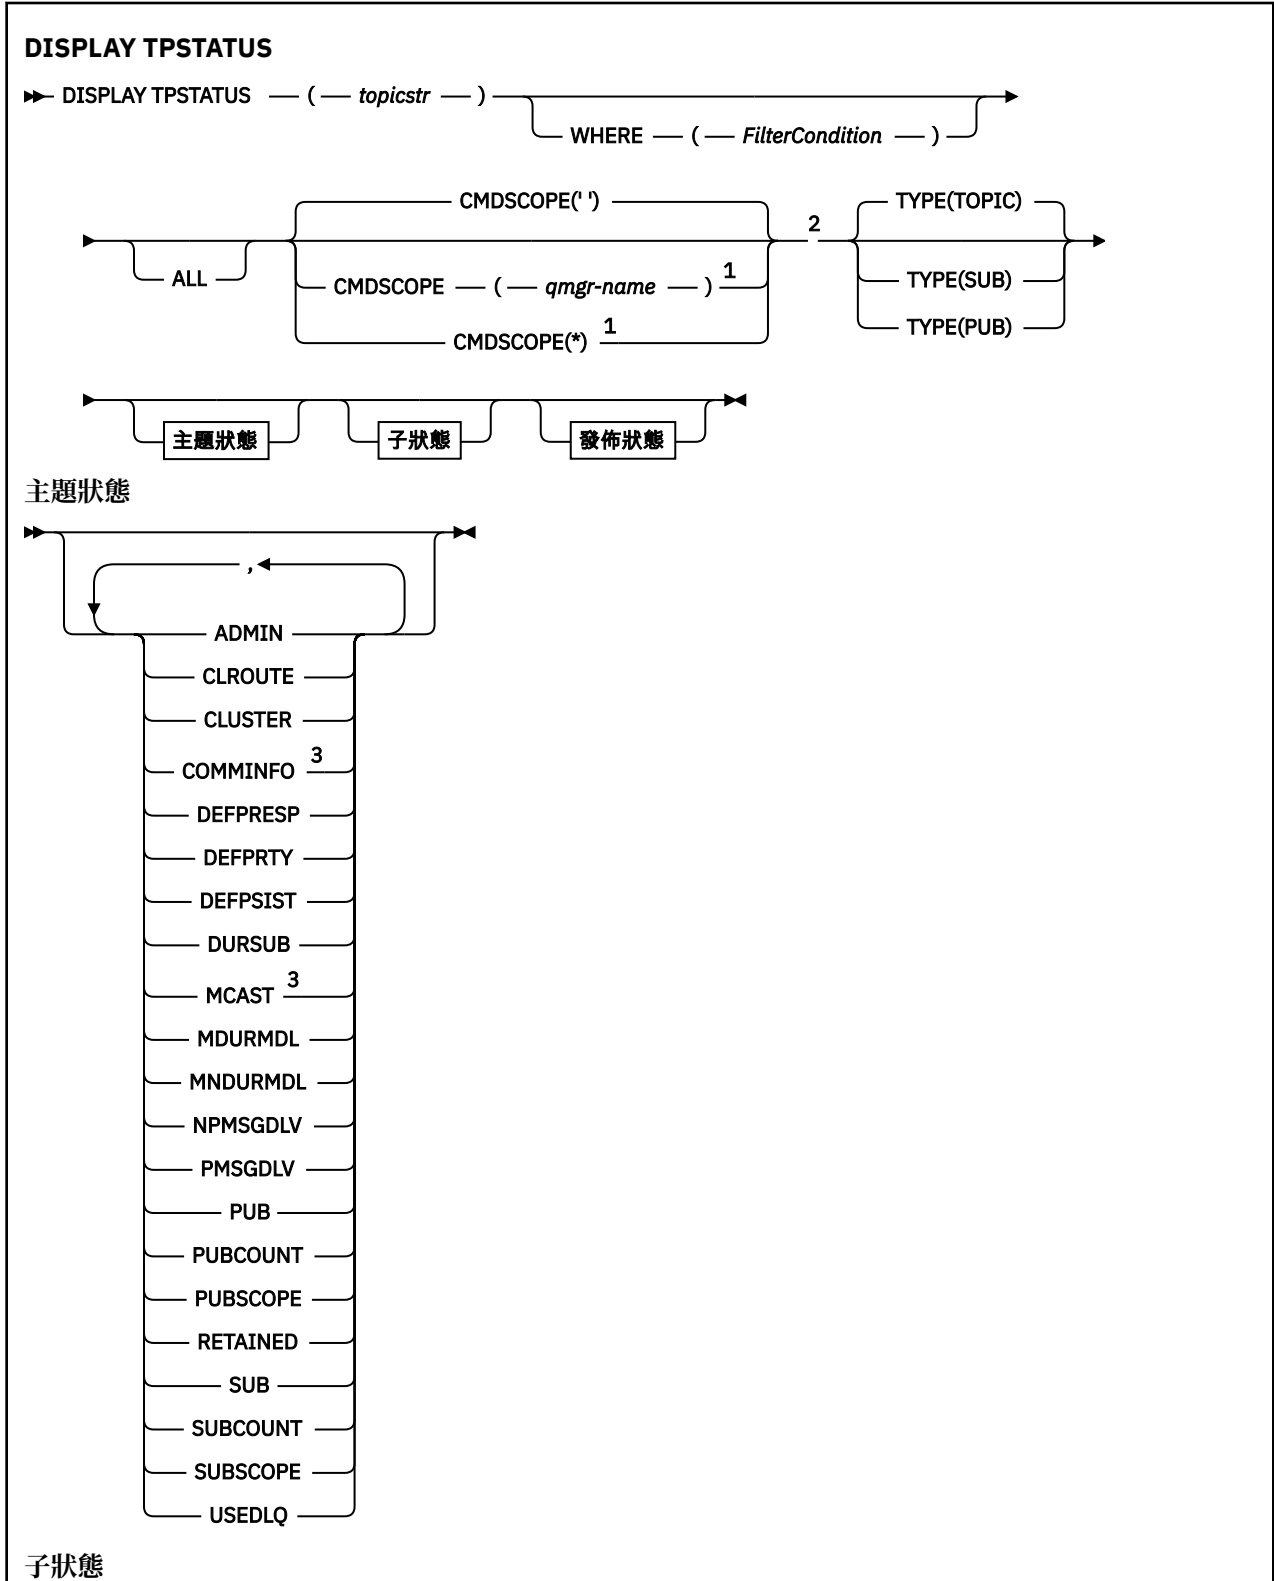 DISPLAY TPSTATUS
DISPLAY TPSTATUS ( topicstr )
WHERE ( FilterCondition )
ALL
CMDSCOPE(' ')
CMDSCOPE ( qmgr-name ) 1
CMDSCOPE(*) 1
2
TYPE(TOPIC)
TYPE(SUB)
TYPE(PUB)
主題狀態 子狀態 發佈狀態
主題狀態
,
ADMIN
CLROUTE
CLUSTER
COMMINFO 3
DEFPRESP
DEFPRTY
DEFPSIST
DURSUB
MCAST 3
MDURMDL
MNDURMDL
NPMSGDLV
PMSGDLV
PUB
PUBCOUNT
PUBSCOPE
RETAINED
SUB
SUBCOUNT
SUBSCOPE
USEDLQ
子狀態